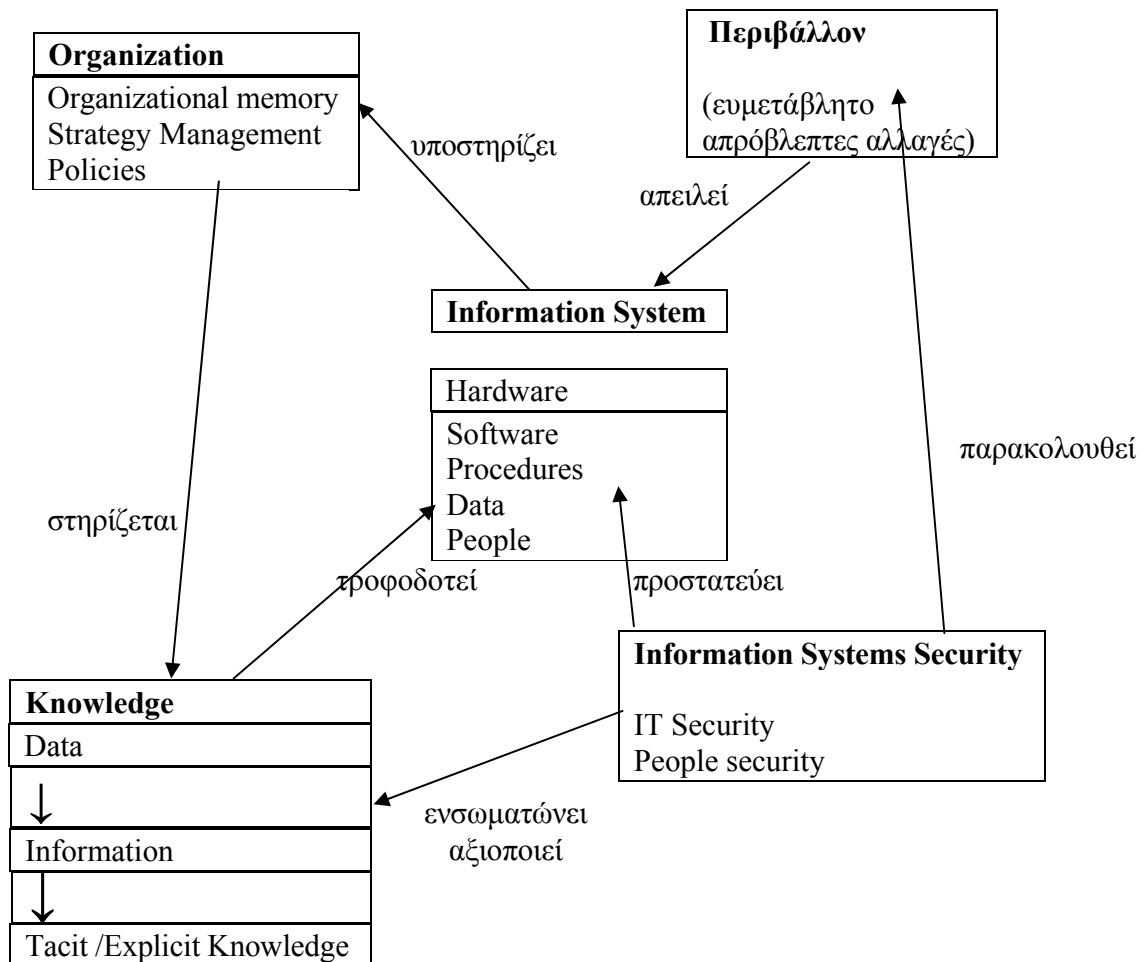 Organization
Organizational memory
Strategy Management
Policies
Περιβάλλον
(ευμετάβλητο
απρόβλεπτες αλλαγές)
υποστηρίζει
απειλεί
Information System
Hardware
Software
Procedures
Data
People
παρακολουθεί
στηρίζεται
τροφοδοτεί
προστατεύει
Information Systems Security
IT Security
People security
Knowledge
Data
↓
Information
↓
Tacit /Explicit Knowledge
ενσωματώνει
αξιοποιεί